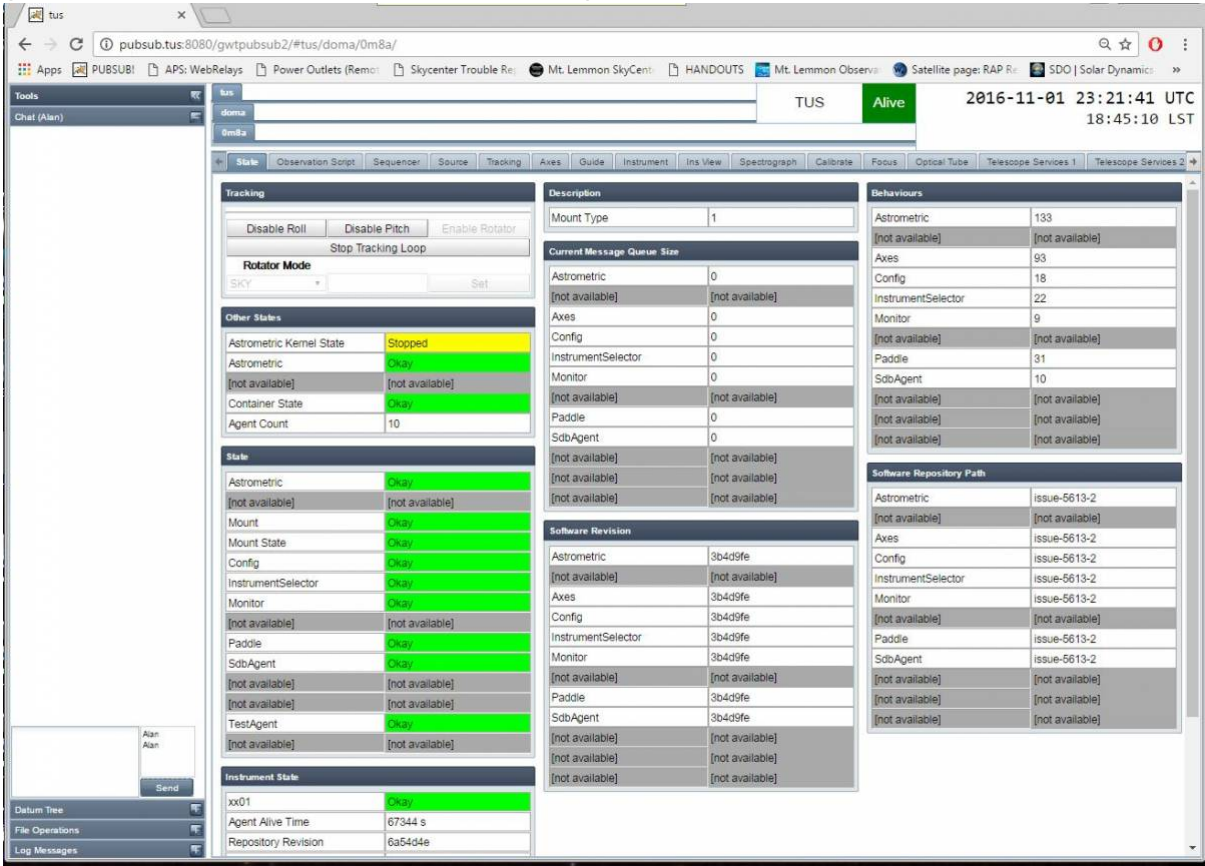 tus
pubsub.tus:8080/gwtpubsub2/#tus/doma/0m8a/
Apps PUBSUB! APS: WebRelays Power Outlets (Remot Skycenter Trouble Re Mt. Lemmon SkyCent HANDOUTS Mt. Lemmon Observa Satellite page: RAP Re SDO | Solar Dynamics »
Tools
Chat (Alan)
tus
doma
0m8a
TUS Alive
2016-11-01 23:21:41 UTC
18:45:10 LST
State Observation Script Sequencer Source Tracking Axes Guide Instrument Ins View Spectrograph Calibrate Focus Optical Tube Telescope Services 1 Telescope Services 2
Tracking
Disable Roll Disable Pitch Enable Rotator
Stop Tracking Loop
Rotator Mode
SKY Set
Other States
Astrometric Kernel State Stopped
Astrometric Okay
[not available] [not available]
Container State Okay
Agent Count 10
State
Astrometric Okay
[not available] [not available]
Mount Okay
Mount State Okay
Config Okay
InstrumentSelector Okay
Monitor Okay
[not available] [not available]
Paddle Okay
SdbAgent Okay
[not available] [not available]
[not available] [not available]
TestAgent Okay
[not available] [not available]
Instrument State
xx01 Okay
Agent Alive Time 67344 s
Repository Revision 6a54d4e
Description
Mount Type 1
Current Message Queue Size
Astrometric 0
[not available] [not available]
Axes 0
Config 0
InstrumentSelector 0
Monitor 0
[not available] [not available]
Paddle 0
SdbAgent 0
[not available] [not available]
[not available] [not available]
[not available] [not available]
Software Revision
Astrometric 3b4d9fe
[not available] [not available]
Axes 3b4d9fe
Config 3b4d9fe
InstrumentSelector 3b4d9fe
Monitor 3b4d9fe
[not available] [not available]
Paddle 3b4d9fe
SdbAgent 3b4d9fe
[not available] [not available]
[not available] [not available]
[not available] [not available]
Behaviours
Astrometric 133
[not available] [not available]
Axes 93
Config 18
InstrumentSelector 22
Monitor 9
[not available] [not available]
Paddle 31
SdbAgent 10
[not available] [not available]
[not available] [not available]
[not available] [not available]
Software Repository Path
Astrometric issue-5613-2
[not available] [not available]
Axes issue-5613-2
Config issue-5613-2
InstrumentSelector issue-5613-2
Monitor issue-5613-2
[not available] [not available]
Paddle issue-5613-2
SdbAgent issue-5613-2
[not available] [not available]
[not available] [not available]
[not available] [not available]
Alan
Alan
Send
Datum Tree
File Operations
Log Messages